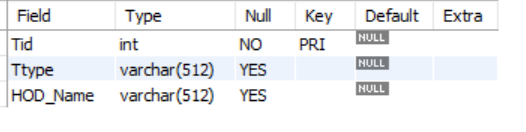 Field Type Null Key Default Extra
Tid int NO PRI NULL
Ttype varchar(512) YES NULL
HOD_Name varchar(512) YES NULL